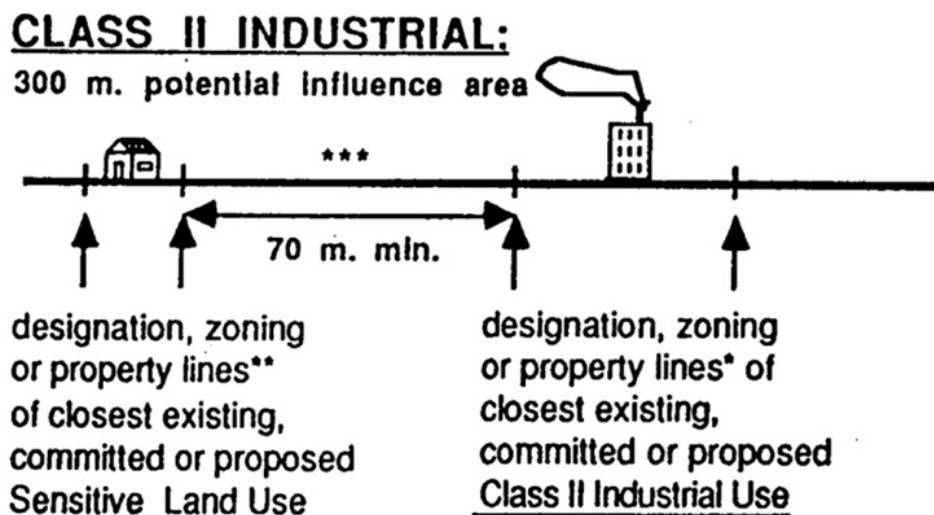 CLASS II INDUSTRIAL:
300 m. potential influence area
***
70 m. min.
designation, zoning
or property lines**
of closest existing,
committed or proposed
Sensitive Land Use
designation, zoning
or property lines* of
closest existing,
committed or proposed
Class II Industrial Use